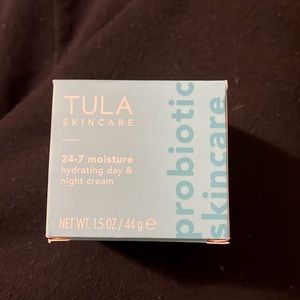 TULA
SKINCARE
24-7 moisture
hydrating day &
night cream
NET WT. 1.5 OZ / 44 g ℮
probiotic
skincare